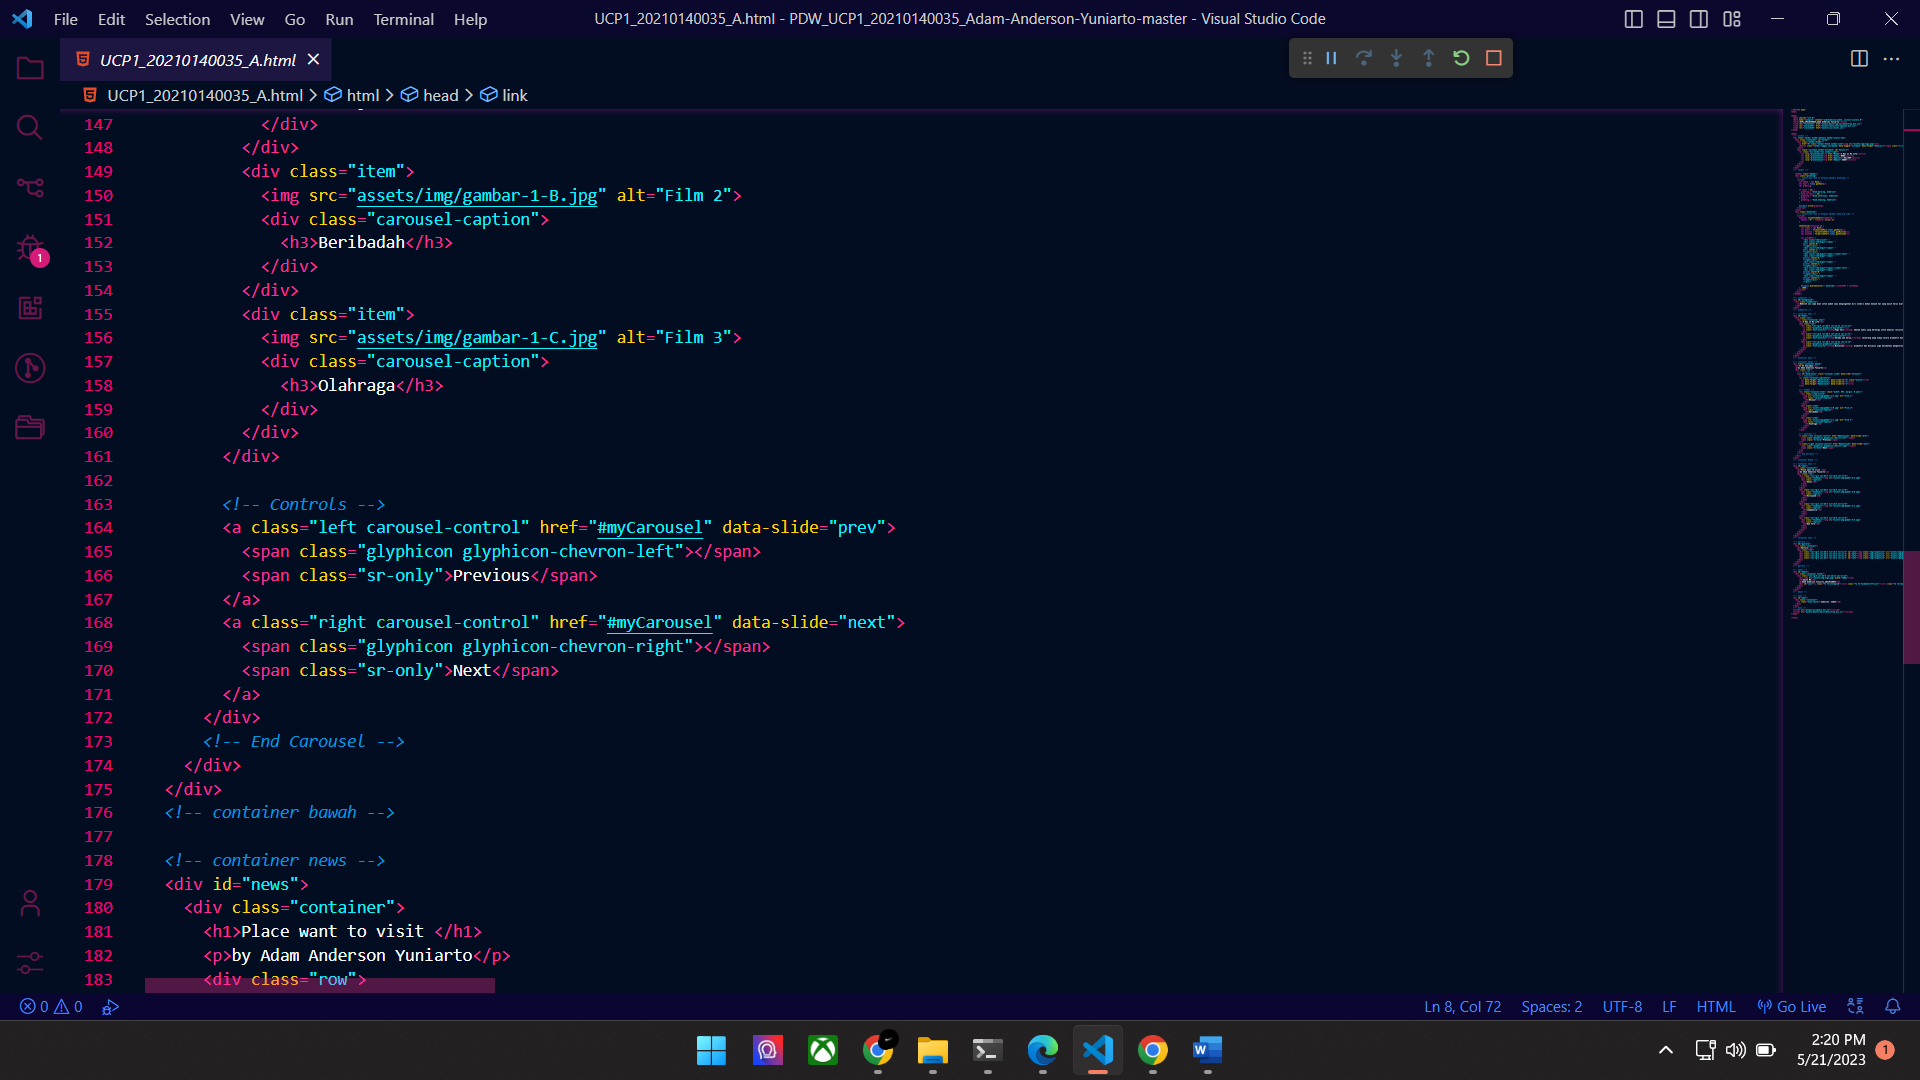 File Edit Selection View Go Run Terminal Help
UCP1_20210140035_A.html - PDW_UCP1_20210140035_Adam-Anderson-Yuniarto-master - Visual Studio Code
UCP1_20210140035_A.html
UCP1_20210140035_A.html > html > head > link
147 </div>
148 </div>
149 <div class="item">
150 <img src="assets/img/gambar-1-B.jpg" alt="Film 2">
151 <div class="carousel-caption">
152 <h3>Beribadah</h3>
153 </div>
154 </div>
155 <div class="item">
156 <img src="assets/img/gambar-1-C.jpg" alt="Film 3">
157 <div class="carousel-caption">
158 <h3>Olahraga</h3>
159 </div>
160 </div>
161 </div>
162
163 <!-- Controls -->
164 <a class="left carousel-control" href="#myCarousel" data-slide="prev">
165 <span class="glyphicon glyphicon-chevron-left"></span>
166 <span class="sr-only">Previous</span>
167 </a>
168 <a class="right carousel-control" href="#myCarousel" data-slide="next">
169 <span class="glyphicon glyphicon-chevron-right"></span>
170 <span class="sr-only">Next</span>
171 </a>
172 </div>
173 <!-- End Carousel -->
174 </div>
175 </div>
176 <!-- container bawah -->
177
178 <!-- container news -->
179 <div id="news">
180 <div class="container">
181 <h1>Place want to visit </h1>
182 <p>by Adam Anderson Yuniarto</p>
183 <div class="row">
1
0 0
Ln 8, Col 72 Spaces: 2 UTF-8 LF HTML Go Live
W
2:20 PM
5/21/2023
1